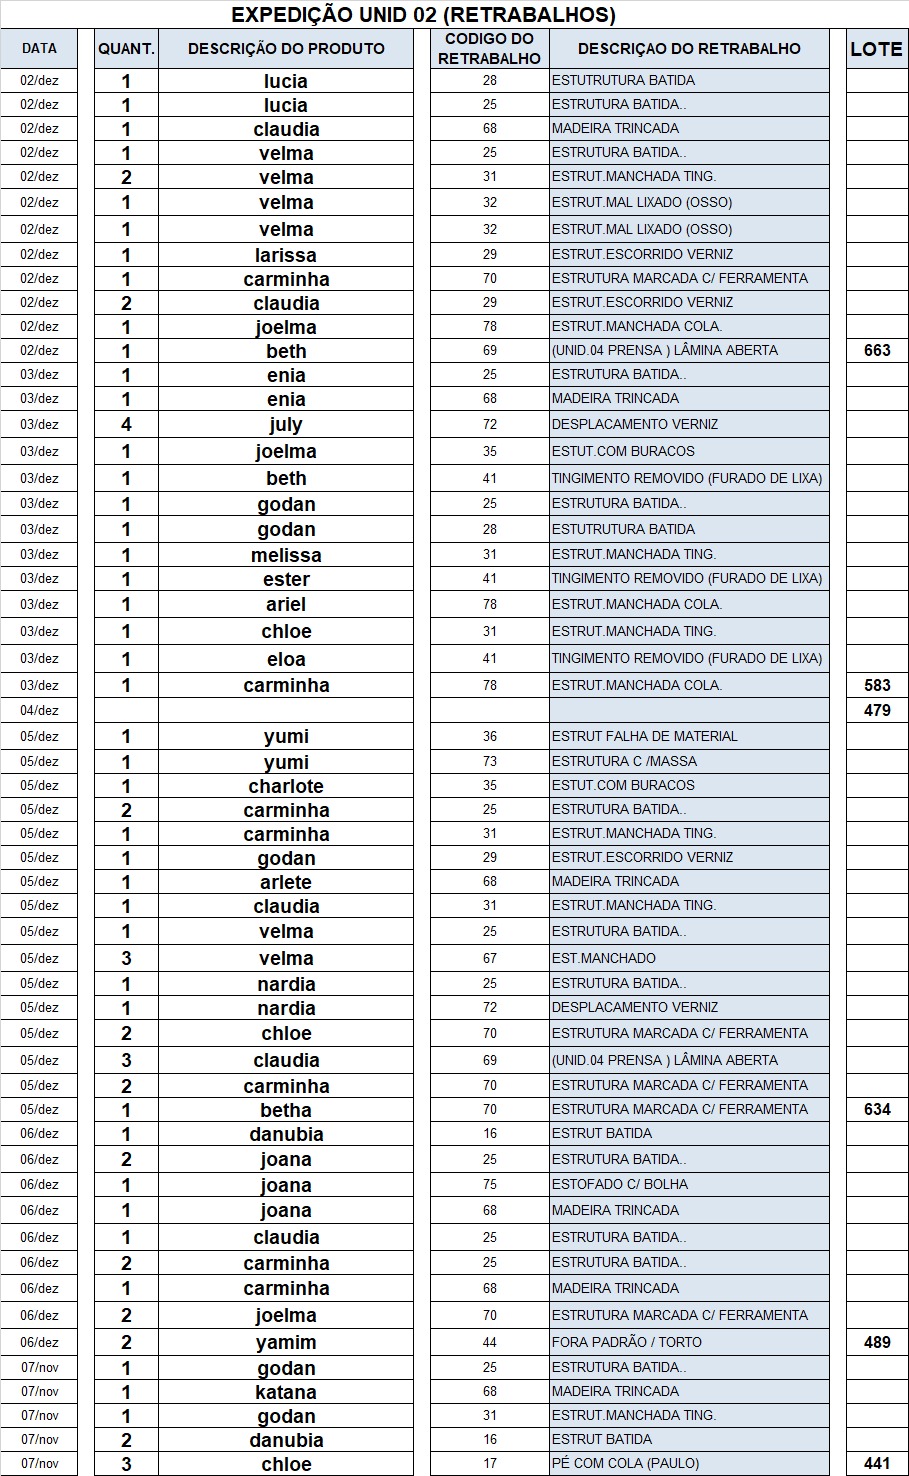 EXPEDIÇÃO UNID 02 (RETRABALHOS)
DATA QUANT. DESCRIÇÃO DO PRODUTO CODIGO DO RETRABALHO DESCRIÇAO DO RETRABALHO LOTE
02/dez 1 lucia 28 ESTUTRUTURA BATIDA
02/dez 1 lucia 25 ESTRUTURA BATIDA..
02/dez 1 claudia 68 MADEIRA TRINCADA
02/dez 1 velma 25 ESTRUTURA BATIDA..
02/dez 2 velma 31 ESTRUT.MANCHADA TING.
02/dez 1 velma 32 ESTRUT.MAL LIXADO (OSSO)
02/dez 1 velma 32 ESTRUT.MAL LIXADO (OSSO)
02/dez 1 larissa 29 ESTRUT.ESCORRIDO VERNIZ
02/dez 1 carminha 70 ESTRUTURA MARCADA C/ FERRAMENTA
02/dez 2 claudia 29 ESTRUT.ESCORRIDO VERNIZ
02/dez 1 joelma 78 ESTRUT.MANCHADA COLA.
02/dez 1 beth 69 (UNID.04 PRENSA ) LÂMINA ABERTA 663
03/dez 1 enia 25 ESTRUTURA BATIDA..
03/dez 1 enia 68 MADEIRA TRINCADA
03/dez 4 july 72 DESPLACAMENTO VERNIZ
03/dez 1 joelma 35 ESTUT.COM BURACOS
03/dez 1 beth 41 TINGIMENTO REMOVIDO (FURADO DE LIXA)
03/dez 1 godan 25 ESTRUTURA BATIDA..
03/dez 1 godan 28 ESTUTRUTURA BATIDA
03/dez 1 melissa 31 ESTRUT.MANCHADA TING.
03/dez 1 ester 41 TINGIMENTO REMOVIDO (FURADO DE LIXA)
03/dez 1 ariel 78 ESTRUT.MANCHADA COLA.
03/dez 1 chloe 31 ESTRUT.MANCHADA TING.
03/dez 1 eloa 41 TINGIMENTO REMOVIDO (FURADO DE LIXA)
03/dez 1 carminha 78 ESTRUT.MANCHADA COLA. 583
04/dez 479
05/dez 1 yumi 36 ESTRUT FALHA DE MATERIAL
05/dez 1 yumi 73 ESTRUTURA C /MASSA
05/dez 1 charlote 35 ESTUT.COM BURACOS
05/dez 2 carminha 25 ESTRUTURA BATIDA..
05/dez 1 carminha 31 ESTRUT.MANCHADA TING.
05/dez 1 godan 29 ESTRUT.ESCORRIDO VERNIZ
05/dez 1 arlete 68 MADEIRA TRINCADA
05/dez 1 claudia 31 ESTRUT.MANCHADA TING.
05/dez 1 velma 25 ESTRUTURA BATIDA..
05/dez 3 velma 67 EST.MANCHADO
05/dez 1 nardia 25 ESTRUTURA BATIDA..
05/dez 1 nardia 72 DESPLACAMENTO VERNIZ
05/dez 2 chloe 70 ESTRUTURA MARCADA C/ FERRAMENTA
05/dez 3 claudia 69 (UNID.04 PRENSA ) LÂMINA ABERTA
05/dez 2 carminha 70 ESTRUTURA MARCADA C/ FERRAMENTA
05/dez 1 betha 70 ESTRUTURA MARCADA C/ FERRAMENTA 634
06/dez 1 danubia 16 ESTRUT BATIDA
06/dez 2 joana 25 ESTRUTURA BATIDA..
06/dez 1 joana 75 ESTOFADO C/ BOLHA
06/dez 1 joana 68 MADEIRA TRINCADA
06/dez 1 claudia 25 ESTRUTURA BATIDA..
06/dez 2 carminha 25 ESTRUTURA BATIDA..
06/dez 1 carminha 68 MADEIRA TRINCADA
06/dez 2 joelma 70 ESTRUTURA MARCADA C/ FERRAMENTA
06/dez 2 yamim 44 FORA PADRÃO / TORTO 489
07/nov 1 godan 25 ESTRUTURA BATIDA..
07/nov 1 katana 68 MADEIRA TRINCADA
07/nov 1 godan 31 ESTRUT.MANCHADA TING.
07/nov 2 danubia 16 ESTRUT BATIDA
07/nov 3 chloe 17 PÉ COM COLA (PAULO) 441